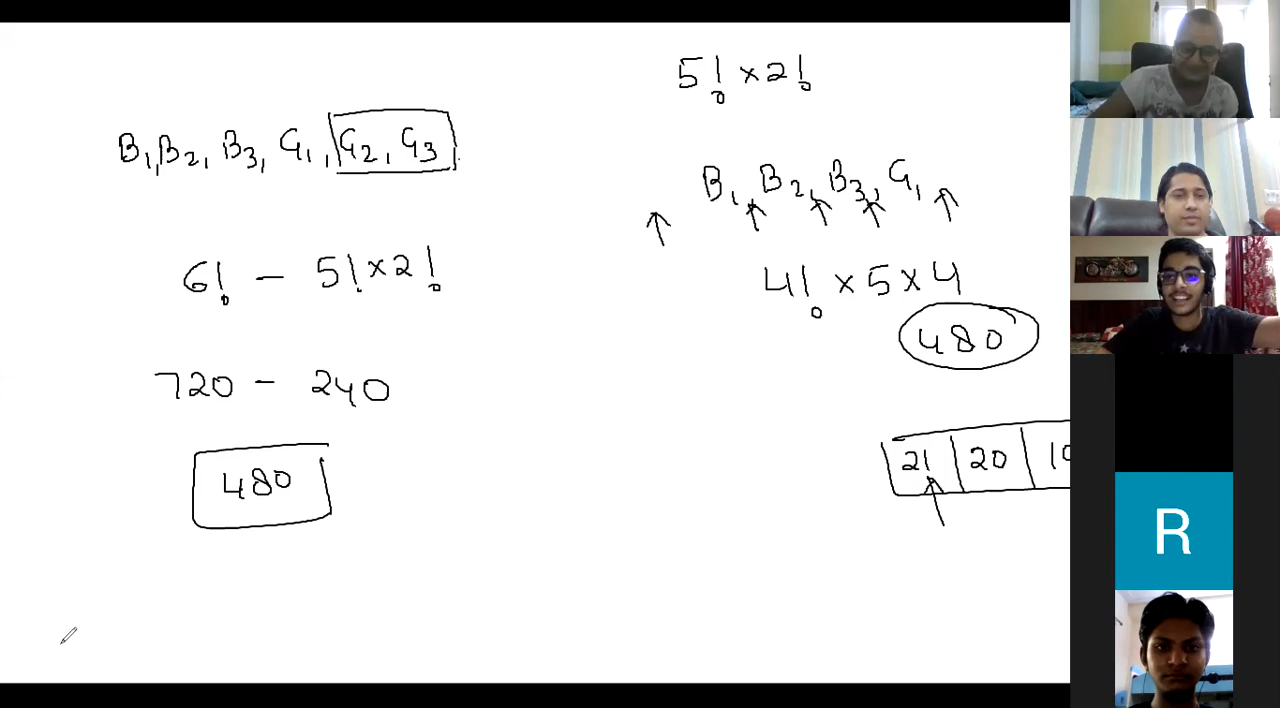 5! × 2!
B1, B2, B3, G1, G2, G3
B1 B2, B3, G1
6! - 5! × 2!
4! × 5 × 4
480
720 - 240
21 20
480
R